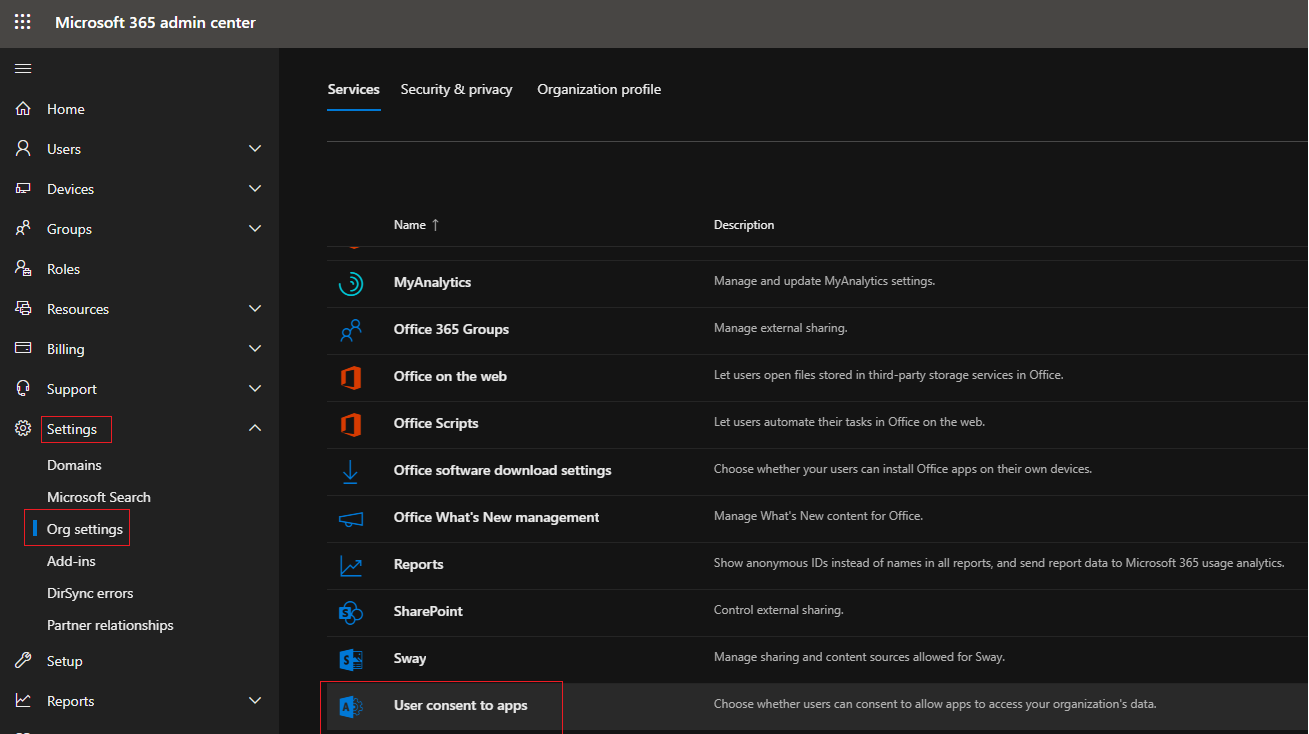 Microsoft 365 admin center
Home
Users
Devices
Groups
Roles
Resources
Billing
Support
Settings
Domains
Microsoft Search
Org settings
Add-ins
DirSync errors
Partner relationships
Setup
Reports
Services Security & privacy Organization profile
Name ↑ Description
MyAnalytics Manage and update MyAnalytics settings.
Office 365 Groups Manage external sharing.
Office on the web Let users open files stored in third-party storage services in Office.
Office Scripts Let users automate their tasks in Office on the web.
Office software download settings Choose whether your users can install Office apps on their own devices.
Office What's New management Manage What's New content for Office.
Reports Show anonymous IDs instead of names in all reports, and send report data to Microsoft 365 usage analytics.
SharePoint Control external sharing.
Sway Manage sharing and content sources allowed for Sway.
User consent to apps Choose whether users can consent to allow apps to access your organization's data.